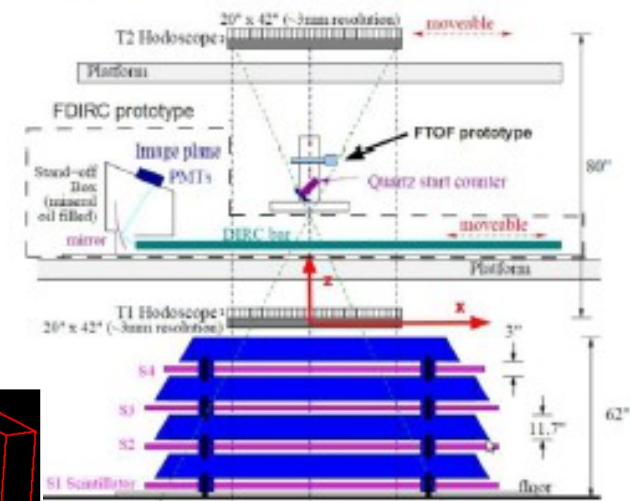 20" x 42" (~3mm resolution)
T2 Hodoscope
moveable
Platform
FDIRC prototype
FTOF prototype
Image plane
PMTs
Stand-off
Box
(mineral
oil filled)
Quartz start counter
80"
mirror
DIRC bar
moveable
Platform
z
T1 Hodoscope
x
20" x 42" (~3mm resolution)
3"
S4
S3
62"
11.7"
S2
S1 Scintillator
floor